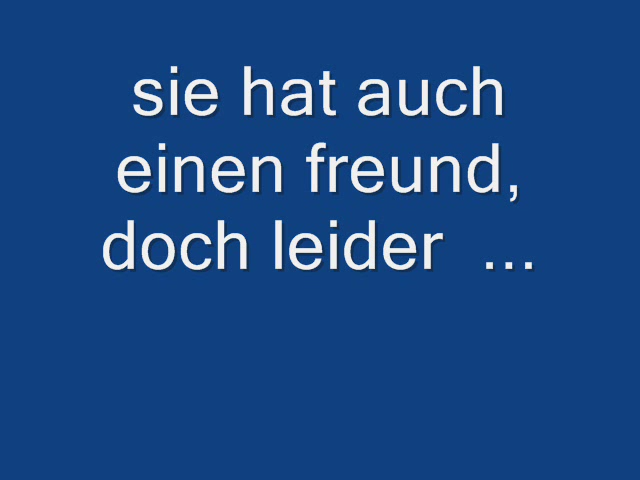 sie hat auch
einen freund,
doch leider  ...